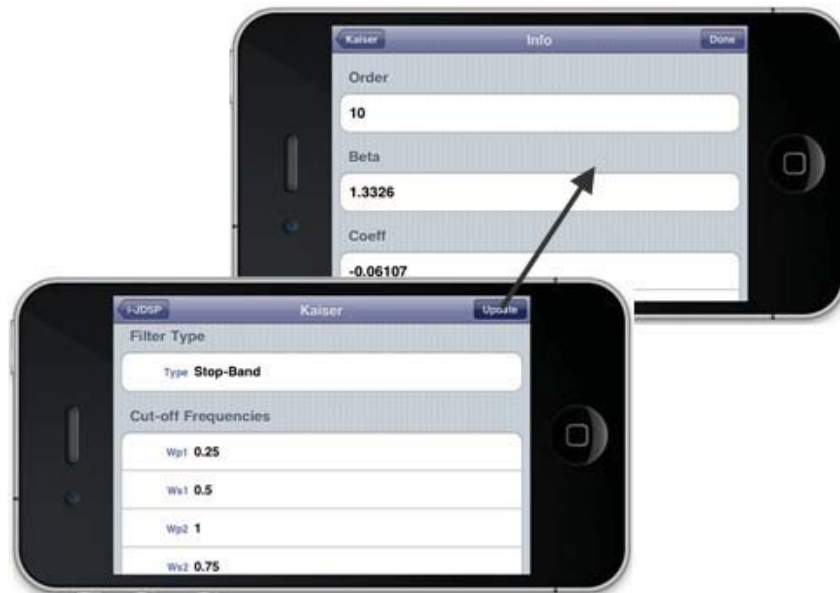 Kaiser Info Done
Order
10
Beta
1.3326
Coeff
-0.06107
i-JDSP Kaiser Update
Filter Type
Type Stop-Band
Cut-off Frequencies
Wp1 0.25
Ws1 0.5
Wp2 1
Ws2 0.75